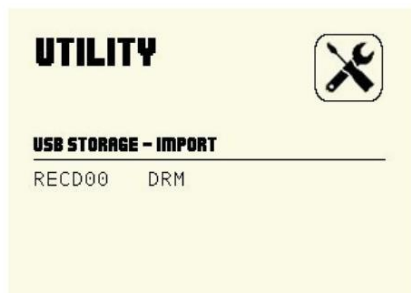 UTILITY
USB STORAGE – IMPORT
RECD00 DRM